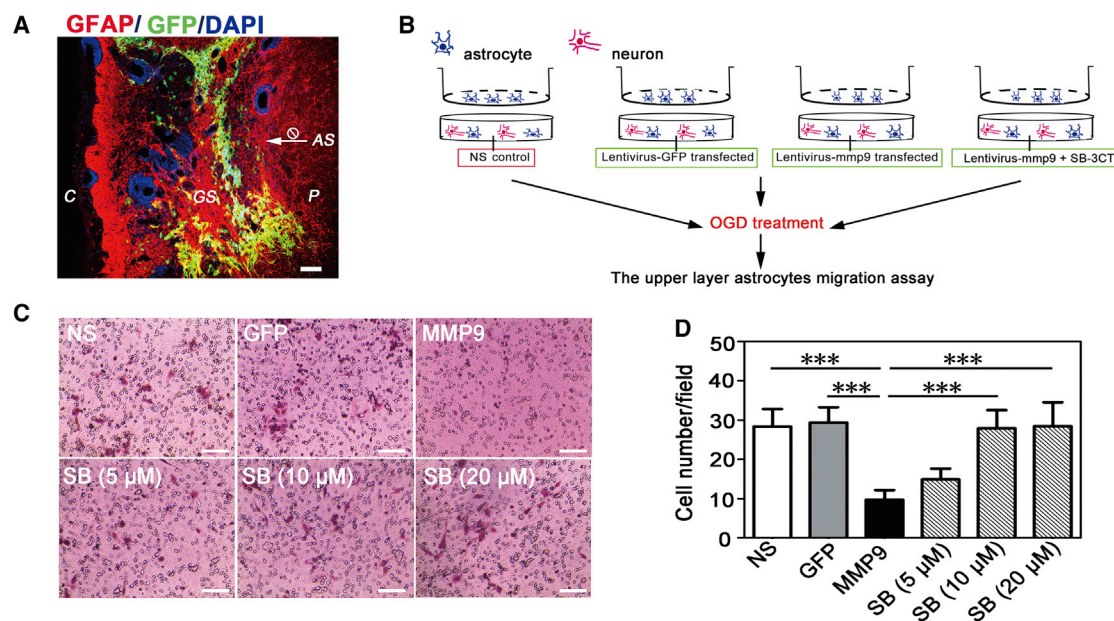 A
GFAP/ GFP/DAPI
AS
C
GS
P
B
astrocyte
neuron
NS control
Lentivirus-GFP transfected
Lentivirus-mmp9 transfected
Lentivirus-mmp9 + SB-3CT
OGD treatment
The upper layer astrocytes migration assay
C
NS
GFP
MMP9
SB (5 μM)
SB (10 μM)
SB (20 μM)
D
Cell number/field
50
40
30
20
10
0
***
***
***
***
NS
GFP
MMP9
SB (5 μM)
SB (10 μM)
SB (20 μM)